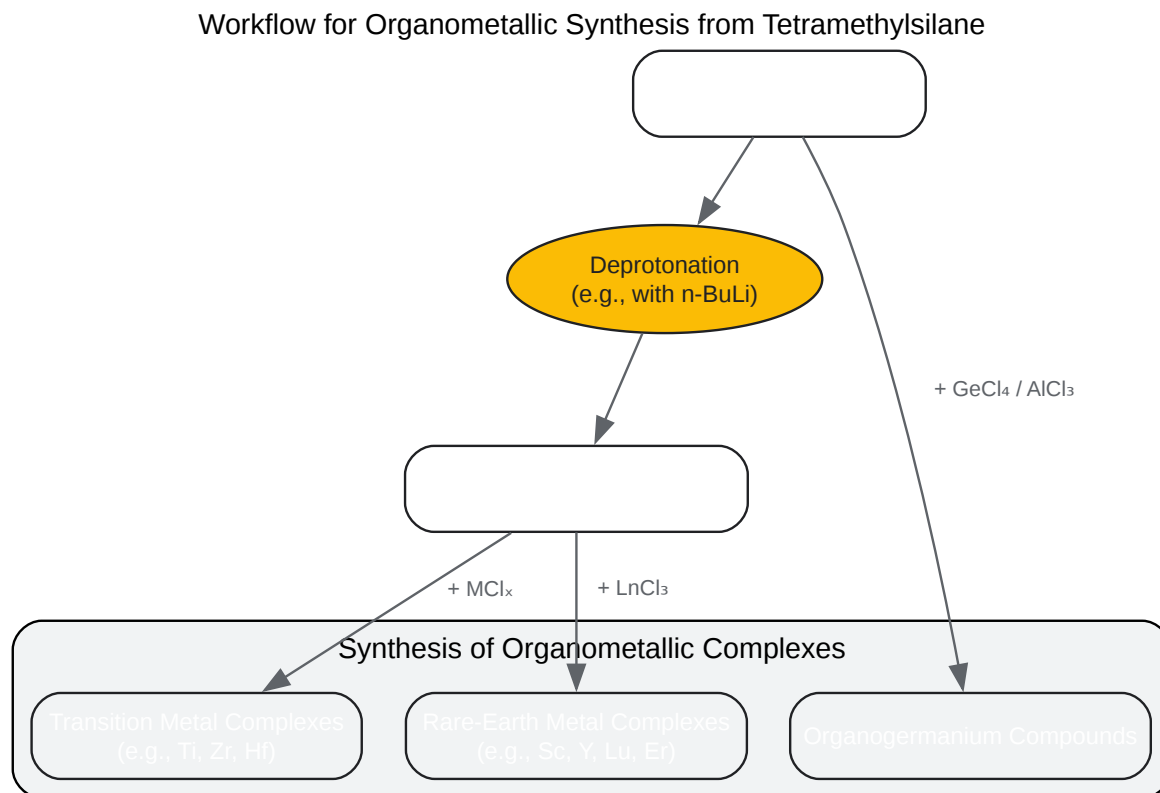 Workflow for Organometallic Synthesis from Tetramethylsilane
Deprotonation
(e.g., with n-BuLi)
+ GeCl₄ / AlCl₃
+ MClₓ
+ LnCl₃
Synthesis of Organometallic Complexes
Transition Metal Complexes
(e.g., Ti, Zr, Hf)
Rare-Earth Metal Complexes
(e.g., Sc, Y, Lu, Er)
Organogermanium Compounds